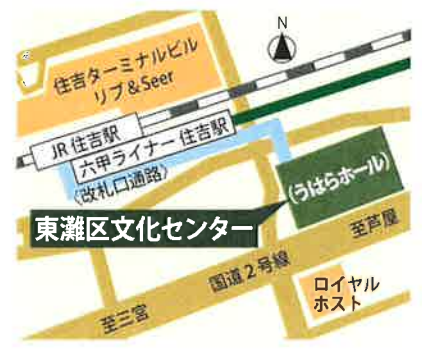 N
住吉ターミナルビル
リブ&Seer
JR 住吉駅
六甲ライナー 住吉駅
(改札口通路)
(うはらホール)
東灘区文化センター
至芦屋
国道2号線
ロイヤル
ホスト
至三宮